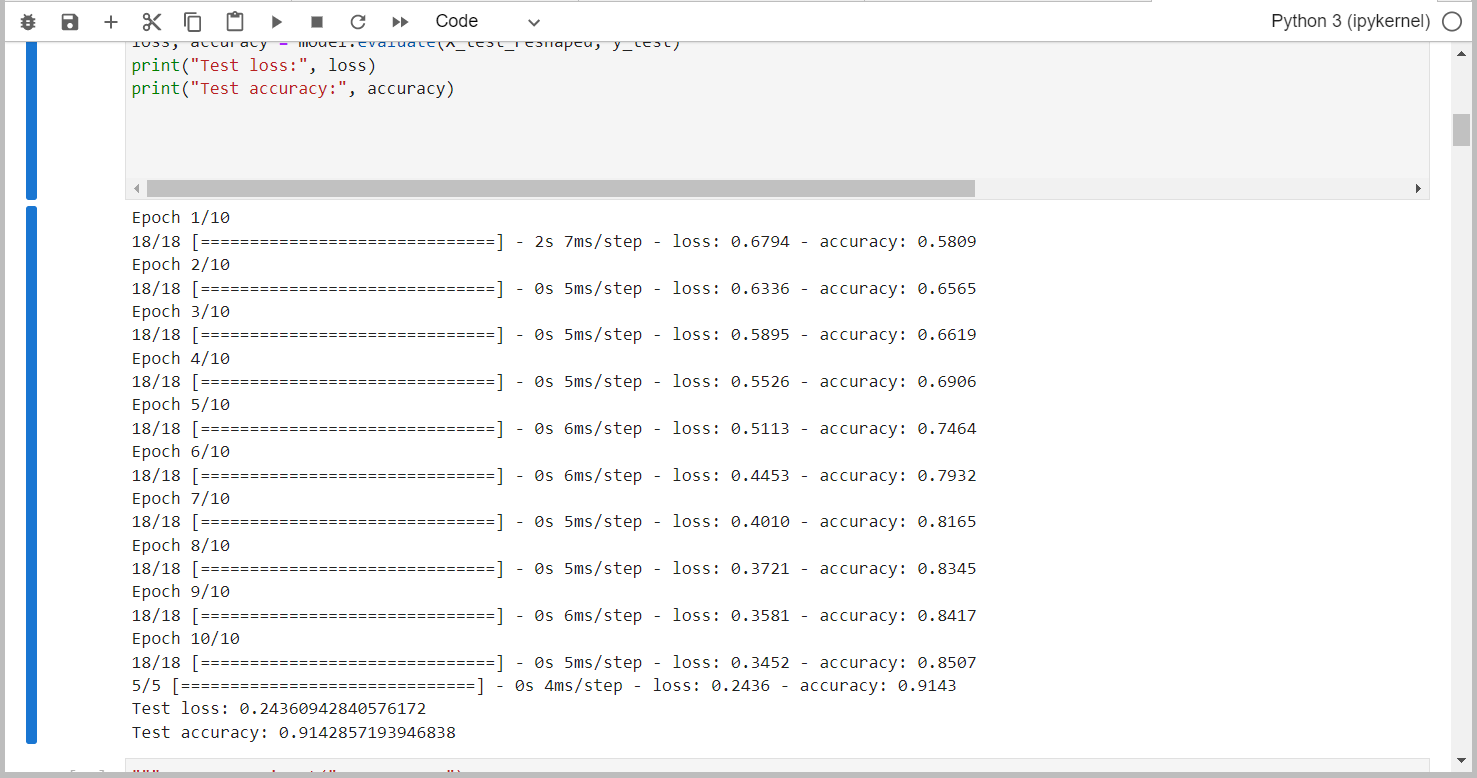 Code
Python 3 (ipykernel)
loss, accuracy = model.evaluate(X_test_reshaped, y_test)
print("Test loss:", loss)
print("Test accuracy:", accuracy)
Epoch 1/10
18/18 [==============================] - 2s 7ms/step - loss: 0.6794 - accuracy: 0.5809
Epoch 2/10
18/18 [==============================] - 0s 5ms/step - loss: 0.6336 - accuracy: 0.6565
Epoch 3/10
18/18 [==============================] - 0s 5ms/step - loss: 0.5895 - accuracy: 0.6619
Epoch 4/10
18/18 [==============================] - 0s 5ms/step - loss: 0.5526 - accuracy: 0.6906
Epoch 5/10
18/18 [==============================] - 0s 6ms/step - loss: 0.5113 - accuracy: 0.7464
Epoch 6/10
18/18 [==============================] - 0s 6ms/step - loss: 0.4453 - accuracy: 0.7932
Epoch 7/10
18/18 [==============================] - 0s 5ms/step - loss: 0.4010 - accuracy: 0.8165
Epoch 8/10
18/18 [==============================] - 0s 5ms/step - loss: 0.3721 - accuracy: 0.8345
Epoch 9/10
18/18 [==============================] - 0s 6ms/step - loss: 0.3581 - accuracy: 0.8417
Epoch 10/10
18/18 [==============================] - 0s 5ms/step - loss: 0.3452 - accuracy: 0.8507
5/5 [==============================] - 0s 4ms/step - loss: 0.2436 - accuracy: 0.9143
Test loss: 0.24360942840576172
Test accuracy: 0.9142857193946838